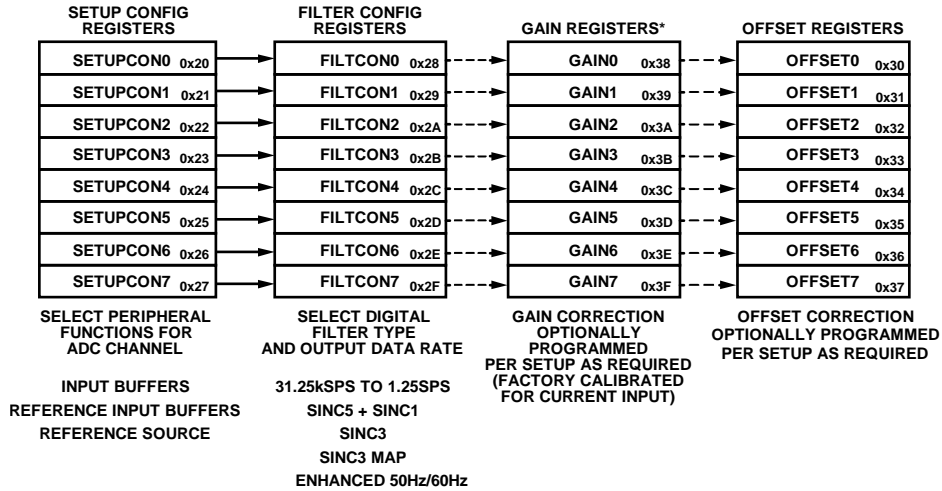 SETUP CONFIG
REGISTERS
FILTER CONFIG
REGISTERS
GAIN REGISTERS*
OFFSET REGISTERS
SETUPCON0 0x20
FILTCON0 0x28
GAIN0 0x38
OFFSET0 0x30
SETUPCON1 0x21
FILTCON1 0x29
GAIN1 0x39
OFFSET1 0x31
SETUPCON2 0x22
FILTCON2 0x2A
GAIN2 0x3A
OFFSET2 0x32
SETUPCON3 0x23
FILTCON3 0x2B
GAIN3 0x3B
OFFSET3 0x33
SETUPCON4 0x24
FILTCON4 0x2C
GAIN4 0x3C
OFFSET4 0x34
SETUPCON5 0x25
FILTCON5 0x2D
GAIN5 0x3D
OFFSET5 0x35
SETUPCON6 0x26
FILTCON6 0x2E
GAIN6 0x3E
OFFSET6 0x36
SETUPCON7 0x27
FILTCON7 0x2F
GAIN7 0x3F
OFFSET7 0x37
SELECT PERIPHERAL
FUNCTIONS FOR
ADC CHANNEL
INPUT BUFFERS
REFERENCE INPUT BUFFERS
REFERENCE SOURCE
SELECT DIGITAL
FILTER TYPE
AND OUTPUT DATA RATE
31.25kSPS TO 1.25SPS
SINC5 + SINC1
SINC3
SINC3 MAP
ENHANCED 50Hz/60Hz
GAIN CORRECTION
OPTIONALLY
PROGRAMMED
PER SETUP AS REQUIRED
(FACTORY CALIBRATED
FOR CURRENT INPUT)
OFFSET CORRECTION
OPTIONALLY PROGRAMMED
PER SETUP AS REQUIRED